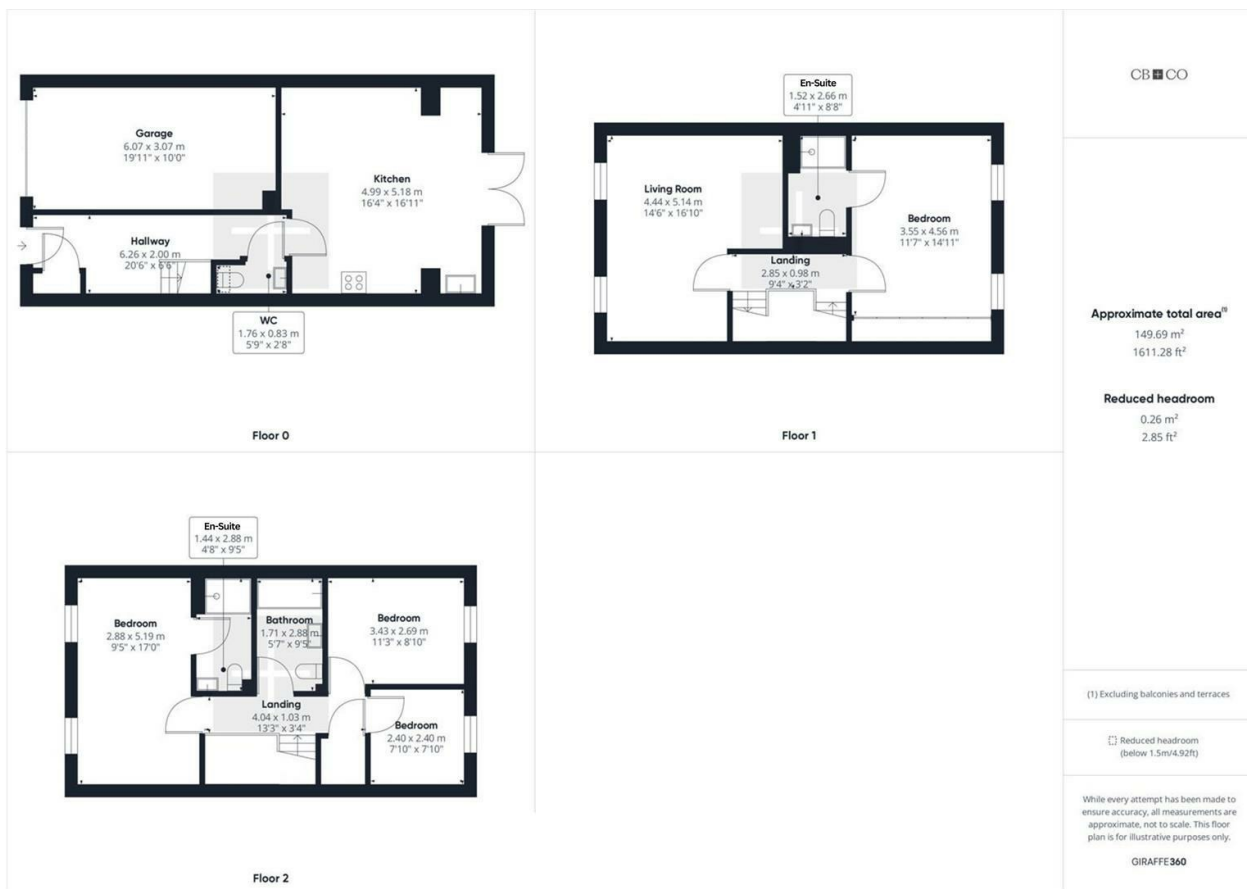 Garage
6.07 x 3.07 m
19'11" x 10'0"
Kitchen
4.99 x 5.18 m
16'4" x 16'11"
Hallway
6.26 x 2.00 m
20'6" x 6'6"
WC
1.76 x 0.83 m
5'9" x 2'8"
Floor 0
En-Suite
1.52 x 2.66 m
4'11" x 8'8"
Living Room
4.44 x 5.14 m
14'6" x 16'10"
Bedroom
3.55 x 4.56 m
11'7" x 14'11"
Landing
2.85 x 0.98 m
9'4" x 3'2"
Floor 1
En-Suite
1.44 x 2.88 m
4'8" x 9'5"
Bedroom
2.88 x 5.19 m
9'5" x 17'0"
Bathroom
1.71 x 2.88 m
5'7" x 9'5"
Bedroom
3.43 x 2.69 m
11'3" x 8'10"
Landing
4.04 x 1.03 m
13'3" x 3'4"
Bedroom
2.40 x 2.40 m
7'10" x 7'10"
Floor 2
CB CO
Approximate total area(1)
149.69 m²
1611.28 ft²
Reduced headroom
0.26 m²
2.85 ft²
(1) Excluding balconies and terraces
Reduced headroom
(below 1.5m/4.92ft)
While every attempt has been made to
ensure accuracy, all measurements are
approximate, not to scale. This floor
plan is for illustrative purposes only.
GIRAFFE360